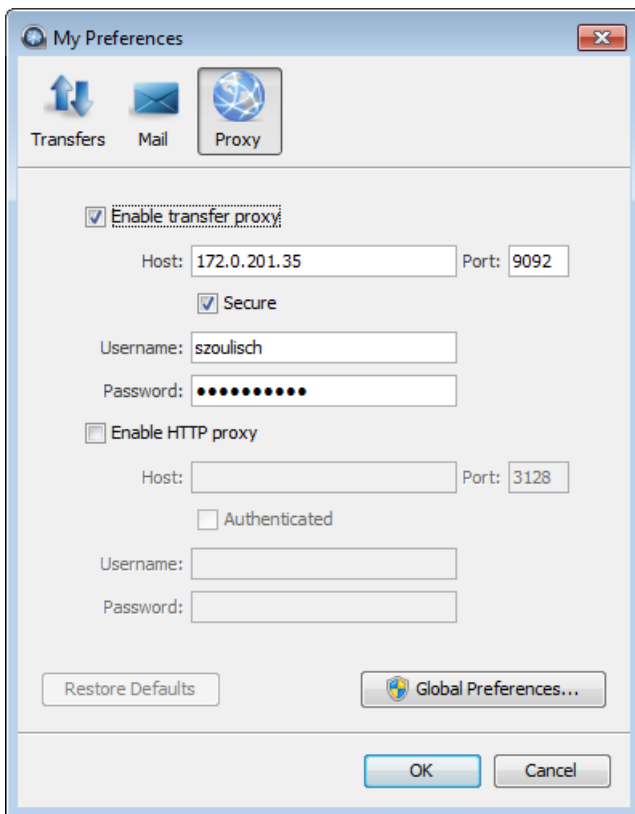 My Preferences
Transfers Mail Proxy
Enable transfer proxy
Host: 172.0.201.35 Port: 9092
Secure
Username: szoulisch
Password: ●●●●●●●●●●
Enable HTTP proxy
Host: Port: 3128
Authenticated
Username:
Password:
Restore Defaults Global Preferences...
OK Cancel